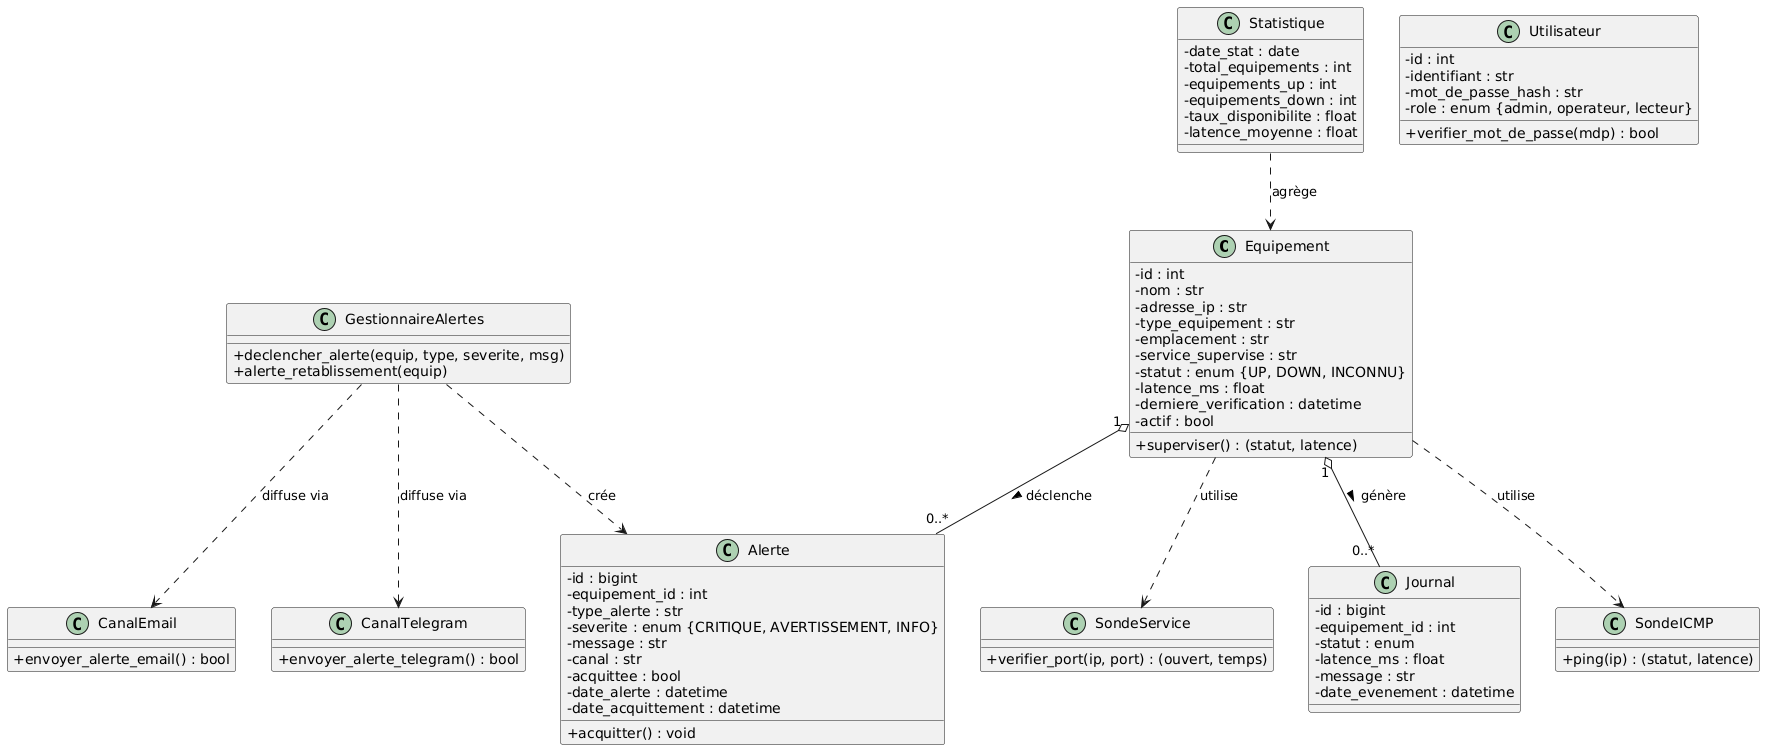 Statistique
-date_stat : date
-total_equipements : int
-equipements_up : int
-equipements_down : int
-taux_disponibilite : float
-latence_moyenne : float
Utilisateur
-id : int
-identifiant : str
-mot_de_passe_hash : str
-role : enum {admin, operateur, lecteur}
+verifier_mot_de_passe(mdp) : bool
agrège
Equipement
-id : int
-nom : str
-adresse_ip : str
-type_equipement : str
-emplacement : str
-service_supervise : str
-statut : enum {UP, DOWN, INCONNU}
-latence_ms : float
-derniere_verification : datetime
-actif : bool
+superviser() : (statut, latence)
GestionnaireAlertes
+declencher_alerte(equip, type, severite, msg)
+alerte_retablissement(equip)
1
1
diffuse via
diffuse via
crée
déclenche
utilise
génère
utilise
0..*
0..*
CanalEmail
+envoyer_alerte_email() : bool
CanalTelegram
+envoyer_alerte_telegram() : bool
Alerte
-id : bigint
-equipement_id : int
-type_alerte : str
-severite : enum {CRITIQUE, AVERTISSEMENT, INFO}
-message : str
-canal : str
-acquittee : bool
-date_alerte : datetime
-date_acquittement : datetime
+acquitter() : void
SondeService
+verifier_port(ip, port) : (ouvert, temps)
Journal
-id : bigint
-equipement_id : int
-statut : enum
-latence_ms : float
-message : str
-date_evenement : datetime
SondeICMP
+ping(ip) : (statut, latence)